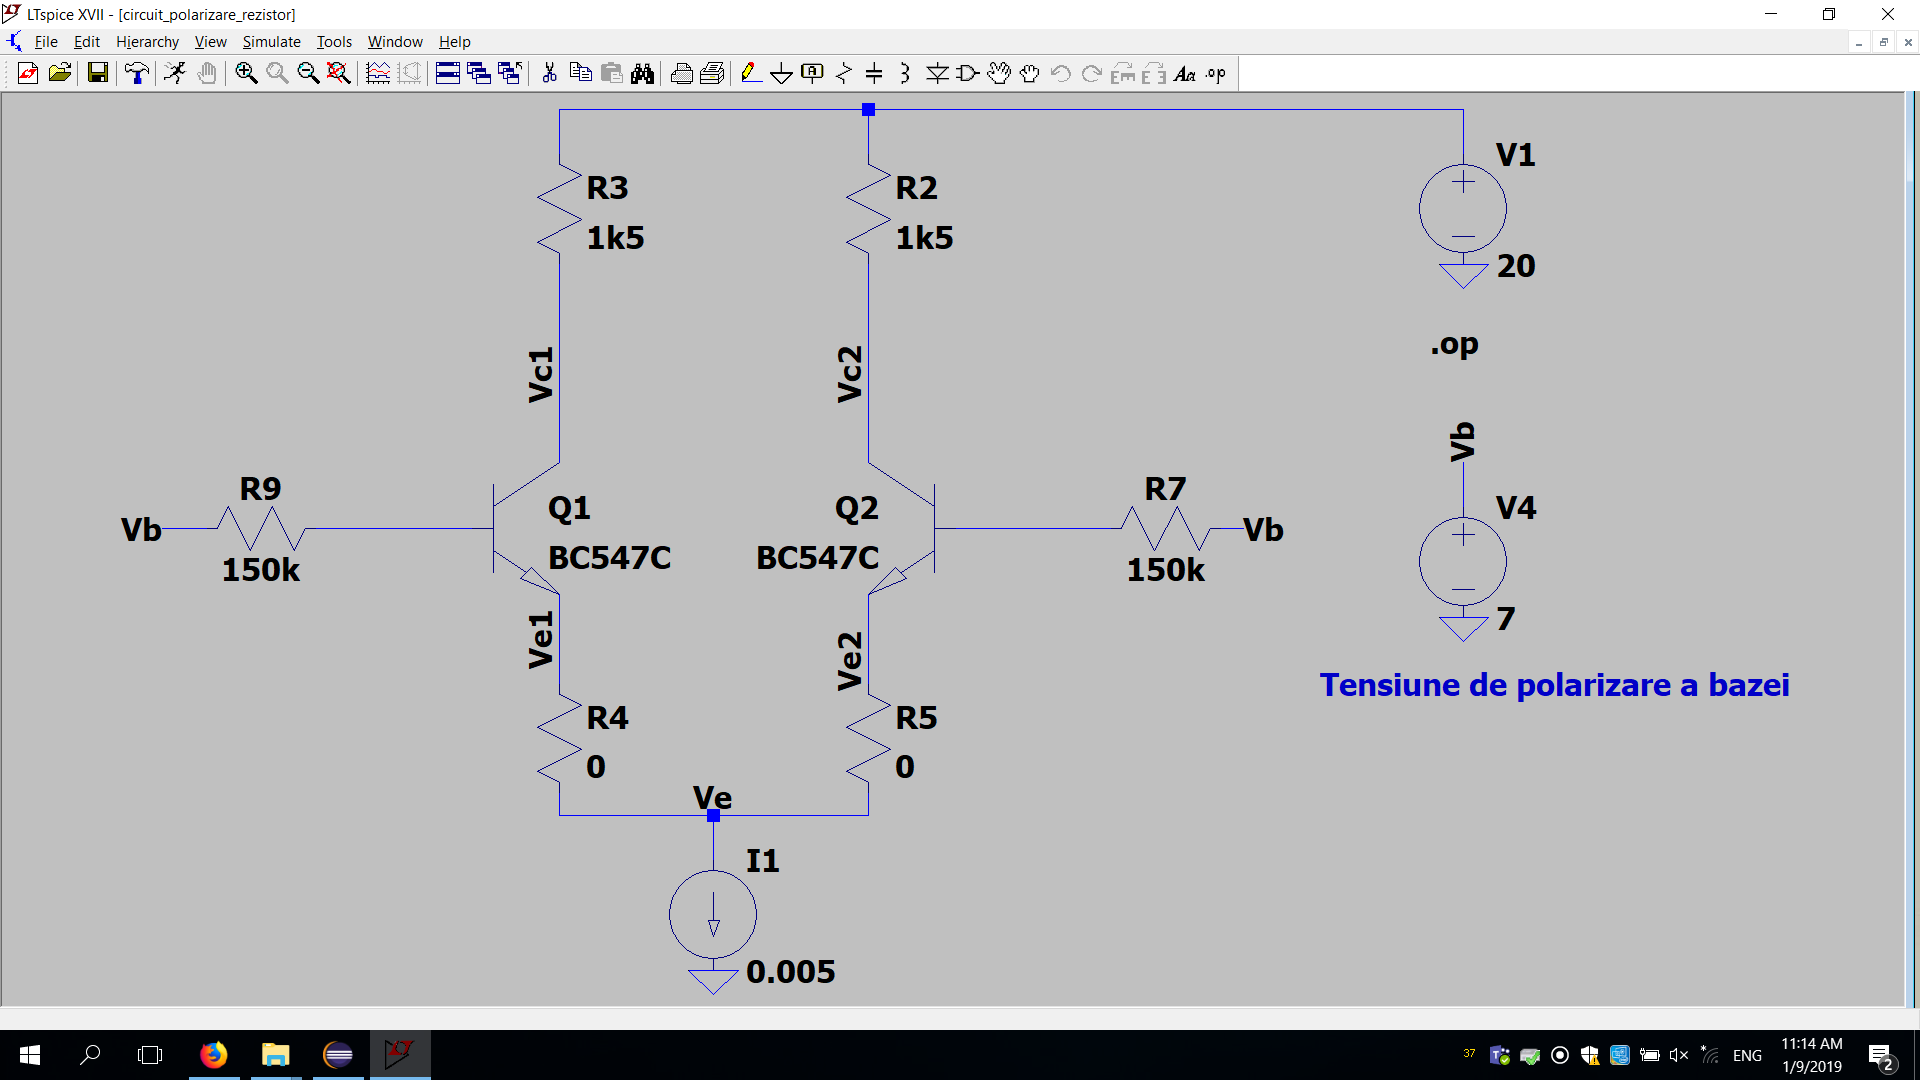 LTspice XVII - [circuit_polarizare_rezistor]
File Edit Hierarchy View Simulate Tools Window Help
.op
V1
R3
R2
1k5
1k5
20
.op
Vc1
Vc2
Vb
R9
R7
Q1
Q2
V4
Vb
Vb
BC547C
BC547C
150k
150k
7
Ve1
Ve2
Tensiune de polarizare a bazei
R4
R5
0
0
Ve
I1
0.005
37
ENG
11:14 AM
1/9/2019
2